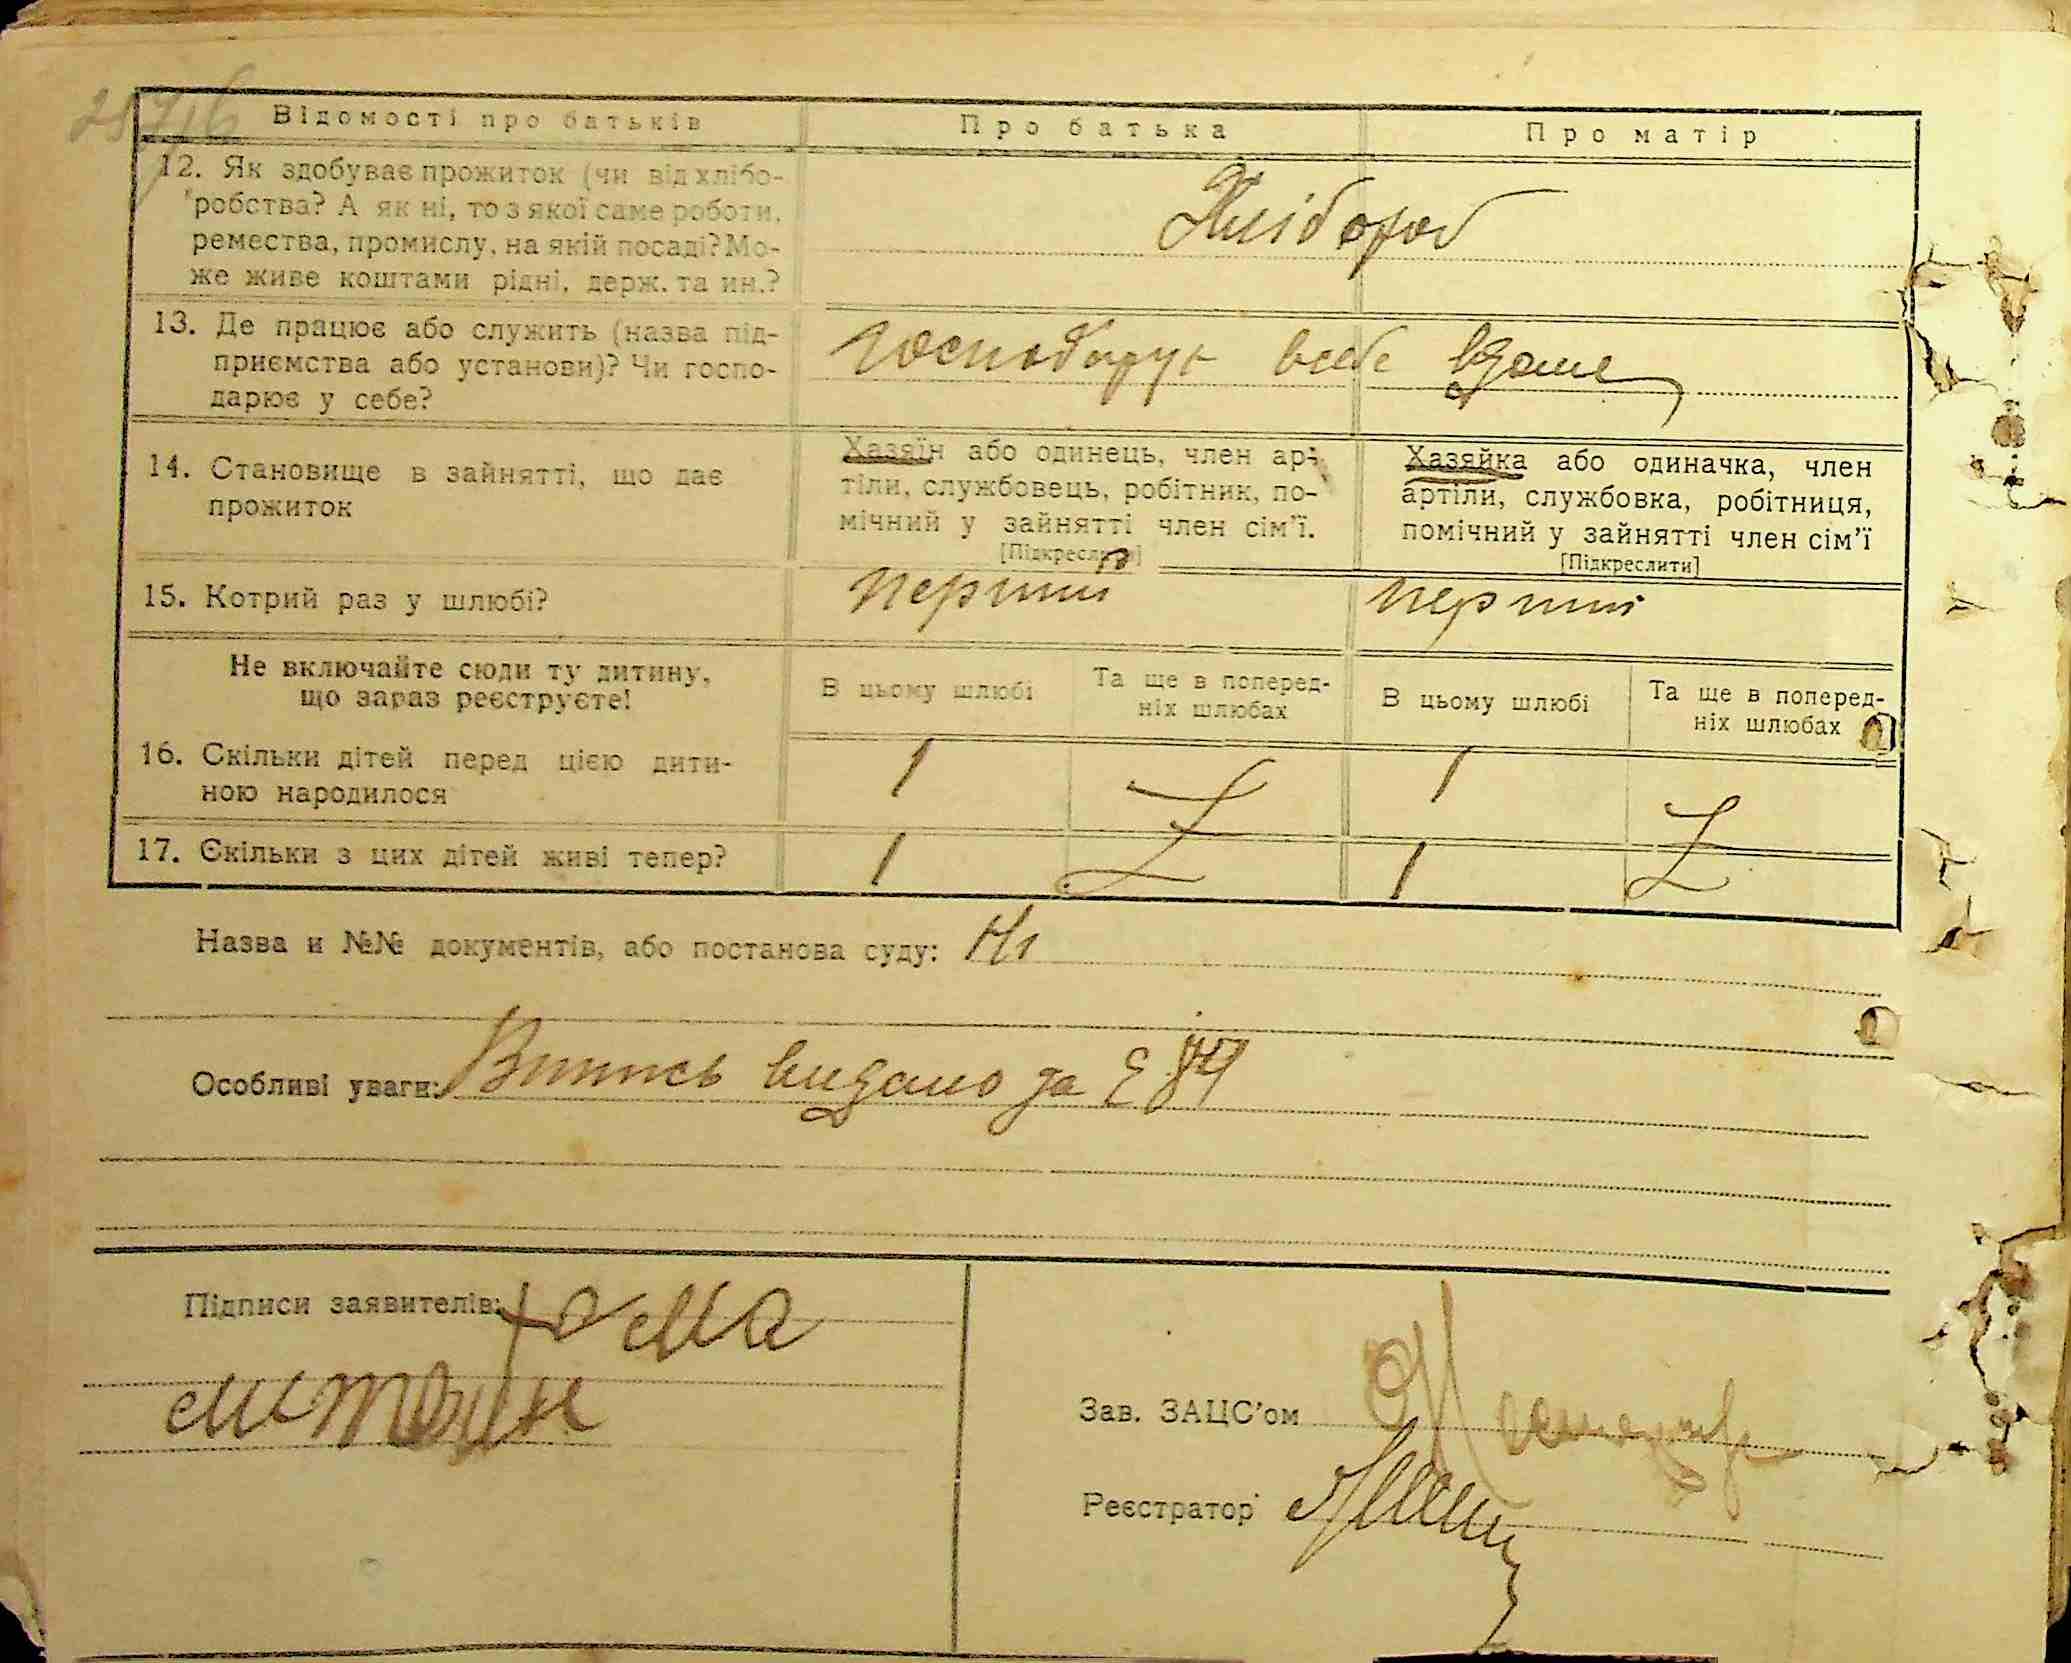 Відомості про батьків
Про батька
Про матір
12. Як здобуває прожиток (чи від хлібо-
робства? А як ні, то з якої саме роботи,
ремества, промислу, на якій посаді? Мо-
же живе коштами рідні, держ. та ин.?
Хлібороб
13. Де працює або служить (назва під-
приємства або установи)? Чи госпо-
дарює у себе?
Господарує в себе вдома
14. Становище в зайнятті, що дає
прожиток
Хазяїн або одинець, член ар-
тіли, службовець, робітник, по-
мічний у зайнятті член сім'ї.
[Підкреслити]
Хазяйка або одиначка, член
артіли, службовка, робітниця,
помічний у зайнятті член сім'ї
[Підкреслити]
15. Котрий раз у шлюбі?
перший
перший
Не включайте сюди ту дитину,
що зараз реєструєте!
В цьому шлюбі
Та ще в поперед-
ніх шлюбах
В цьому шлюбі
Та ще в поперед-
ніх шлюбах
16. Скільки дітей перед цією дити-
ною народилося
1
1
17. Скільки з цих дітей живі тепер?
1
1
Назва и №№ документів, або постанова суду:
Особливі уваги: Випись видано за
Підписи заявителів:
Зав. ЗАЦС'ом
Реєстратор